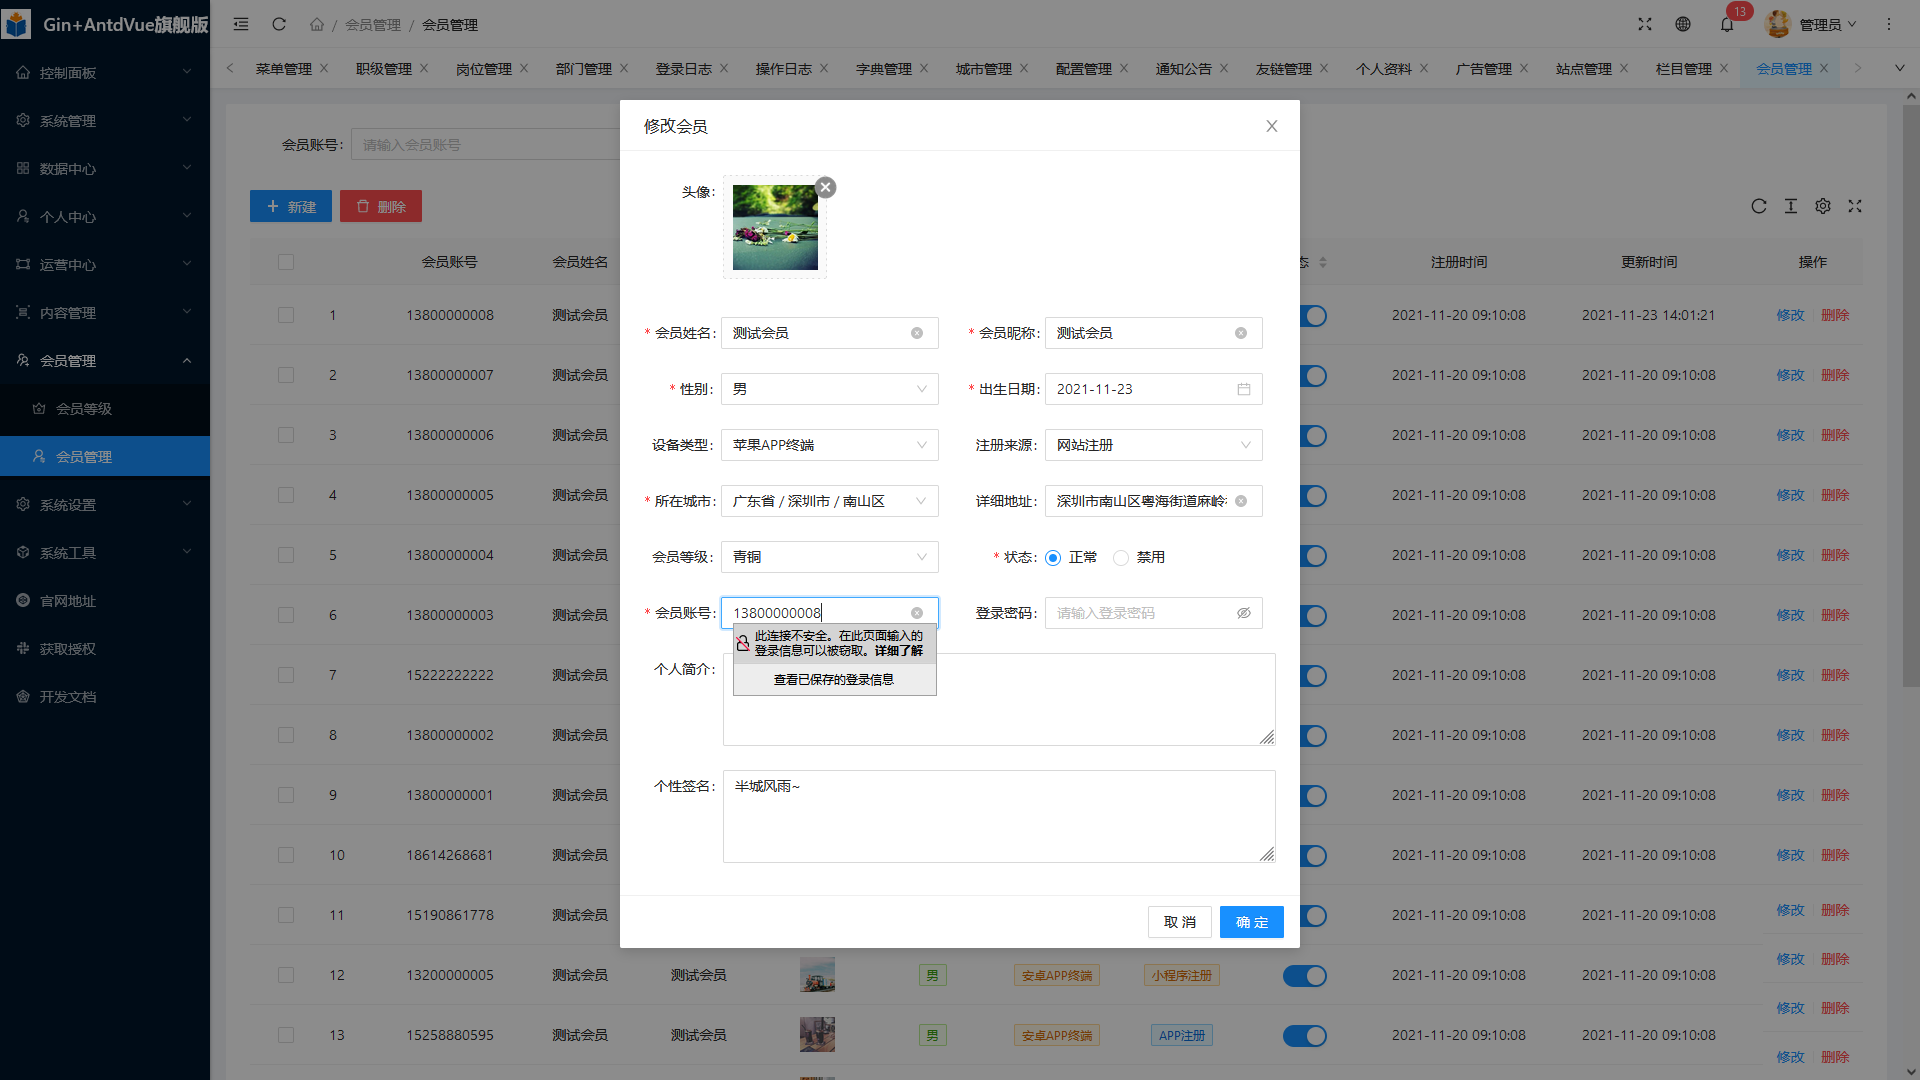 Gin+AntdVue旗舰版
控制面板
系统管理
数据中心
个人中心
运营中心
内容管理
会员管理
会员等级
会员管理
系统设置
系统工具
官网地址
获取授权
开发文档
/ 会员管理 / 会员管理
13
管理员
菜单管理 职级管理 岗位管理 部门管理 登录日志 操作日志 字典管理 城市管理 配置管理 通知公告 友链管理 个人资料 广告管理 站点管理 栏目管理 会员管理
会员账号: 请输入会员账号
新建 删除
会员账号 会员姓名 态 注册时间 更新时间 操作
1 13800000008 测试会员 2021-11-20 09:10:08 2021-11-23 14:01:21 修改 删除
2 13800000007 测试会员 2021-11-20 09:10:08 2021-11-20 09:10:08 修改 删除
3 13800000006 测试会员 2021-11-20 09:10:08 2021-11-20 09:10:08 修改 删除
4 13800000005 测试会员 2021-11-20 09:10:08 2021-11-20 09:10:08 修改 删除
5 13800000004 测试会员 2021-11-20 09:10:08 2021-11-20 09:10:08 修改 删除
6 13800000003 测试会员 2021-11-20 09:10:08 2021-11-20 09:10:08 修改 删除
7 15222222222 测试会员 2021-11-20 09:10:08 2021-11-20 09:10:08 修改 删除
8 13800000002 测试会员 2021-11-20 09:10:08 2021-11-20 09:10:08 修改 删除
9 13800000001 测试会员 2021-11-20 09:10:08 2021-11-20 09:10:08 修改 删除
10 18614268681 测试会员 2021-11-20 09:10:08 2021-11-20 09:10:08 修改 删除
11 15190861778 测试会员 2021-11-20 09:10:08 2021-11-20 09:10:08 修改 删除
12 13200000005 测试会员 测试会员 男 安卓APP终端 小程序注册 2021-11-20 09:10:08 2021-11-20 09:10:08 修改 删除
修改 删除
13 15258880595 测试会员 测试会员 男 安卓APP终端 APP注册 2021-11-20 09:10:08 2021-11-20 09:10:08
修改 删除
修改会员
头像:
* 会员姓名: 测试会员 * 会员昵称: 测试会员
* 性别: 男 * 出生日期: 2021-11-23
设备类型: 苹果APP终端 注册来源: 网站注册
* 所在城市: 广东省 / 深圳市 / 南山区 详细地址: 深圳市南山区粤海街道麻岭
会员等级: 青铜 * 状态: 正常 禁用
* 会员账号: 13800000008 登录密码: 请输入登录密码
此连接不安全。在此页面输入的
登录信息可以被窃取。详细了解
查看已保存的登录信息
个人简介:
个性签名: 半城风雨~
取 消 确 定